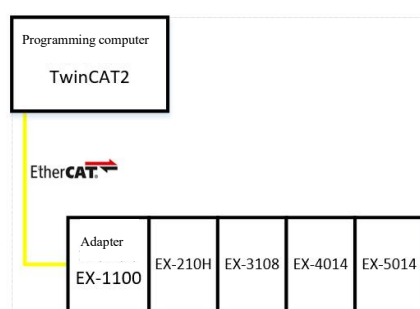 Programming computer
TwinCAT2
EtherCAT.
Adapter
EX-1100
EX-210H
EX-3108
EX-4014
EX-5014